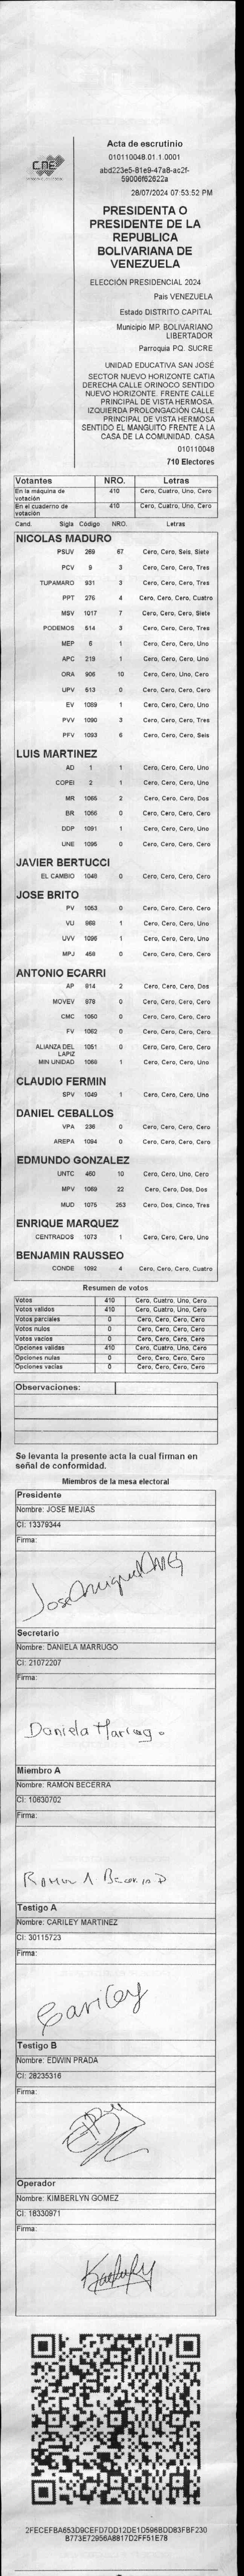 CNE
Acta de escrutinio
010110048.01.1.0001
abd223e5-81e9-47a8-ac2f-
59006f62622a
28/07/2024 07:53:52 PM
PRESIDENTA O
PRESIDENTE DE LA
REPUBLICA
BOLIVARIANA DE
VENEZUELA
ELECCIÓN PRESIDENCIAL 2024
Pais VENEZUELA
Estado DISTRITO CAPITAL
Municipio MP. BOLIVARIANO
LIBERTADOR
Parroquia PQ. SUCRE
UNIDAD EDUCATIVA SAN JOSÉ
SECTOR NUEVO HORIZONTE CATIA
DERECHA CALLE ORINOCO SENTIDO
NUEVO HORIZONTE. FRENTE CALLE
PRINCIPAL DE VISTA HERMOSA.
IZQUIERDA PROLONGACIÓN CALLE
PRINCIPAL DE VISTA HERMOSA
SENTIDO EL MANGUITO FRENTE A LA
CASA DE LA COMUNIDAD. CASA
010110048
710 Electores
Votantes NRO. Letras
En la máquina de votación 410 Cero, Cuatro, Uno, Cero
En el cuaderno de votación 410 Cero, Cuatro, Uno, Cero
Cand. Sigla Código NRO. Letras
NICOLAS MADURO
PSUV 269 67 Cero, Cero, Seis, Siete
PCV 9 3 Cero, Cero, Cero, Tres
TUPAMARO 931 3 Cero, Cero, Cero, Tres
PPT 276 4 Cero, Cero, Cero, Cuatro
MSV 1017 7 Cero, Cero, Cero, Siete
PODEMOS 514 3 Cero, Cero, Cero, Tres
MEP 6 1 Cero, Cero, Cero, Uno
APC 219 1 Cero, Cero, Cero, Uno
ORA 906 10 Cero, Cero, Uno, Cero
UPV 513 0 Cero, Cero, Cero, Cero
EV 1089 1 Cero, Cero, Cero, Uno
PVV 1090 3 Cero, Cero, Cero, Tres
PFV 1093 6 Cero, Cero, Cero, Seis
LUIS MARTINEZ
AD 1 1 Cero, Cero, Cero, Uno
COPEI 2 1 Cero, Cero, Cero, Uno
MR 1065 2 Cero, Cero, Cero, Dos
BR 1066 0 Cero, Cero, Cero, Cero
DDP 1091 1 Cero, Cero, Cero, Uno
UNE 1095 0 Cero, Cero, Cero, Cero
JAVIER BERTUCCI
EL CAMBIO 1046 0 Cero, Cero, Cero, Cero
JOSE BRITO
PV 1053 0 Cero, Cero, Cero, Cero
VU 868 1 Cero, Cero, Cero, Uno
UVV 1096 1 Cero, Cero, Cero, Uno
MPJ 458 0 Cero, Cero, Cero, Cero
ANTONIO ECARRI
AP 914 2 Cero, Cero, Cero, Dos
MOVEV 978 0 Cero, Cero, Cero, Cero
CMC 1050 0 Cero, Cero, Cero, Cero
FV 1062 0 Cero, Cero, Cero, Cero
ALIANZA DEL LAPIZ 1051 0 Cero, Cero, Cero, Cero
MIN UNIDAD 1068 1 Cero, Cero, Cero, Uno
CLAUDIO FERMIN
SPV 1049 1 Cero, Cero, Cero, Uno
DANIEL CEBALLOS
VPA 236 0 Cero, Cero, Cero, Cero
AREPA 1094 0 Cero, Cero, Cero, Cero
EDMUNDO GONZALEZ
UNTC 460 10 Cero, Cero, Uno, Cero
MPV 1069 22 Cero, Cero, Dos, Dos
MUD 1075 253 Cero, Dos, Cinco, Tres
ENRIQUE MARQUEZ
CENTRADOS 1073 1 Cero, Cero, Cero, Uno
BENJAMIN RAUSSEO
CONDE 1092 4 Cero, Cero, Cero, Cuatro
Resumen de votos
Votos 410 Cero, Cuatro, Uno, Cero
Votos validos 410 Cero, Cuatro, Uno, Cero
Votos parciales 0 Cero, Cero, Cero, Cero
Votos nulos 0 Cero, Cero, Cero, Cero
Votos vacios 0 Cero, Cero, Cero, Cero
Opciones validas 410 Cero, Cuatro, Uno, Cero
Opciones nulas 0 Cero, Cero, Cero, Cero
Opciones vacias 0 Cero, Cero, Cero, Cero
Observaciones:
Se levanta la presente acta la cual firman en
señal de conformidad.
Miembros de la mesa electoral
Presidente
Nombre: JOSE MEJIAS
CI: 13379344
Firma:
Secretario
Nombre: DANIELA MARRUGO
CI: 21072207
Firma:
Daniela Marrugo
Miembro A
Nombre: RAMON BECERRA
CI: 10630702
Firma:
Testigo A
Nombre: CARILEY MARTINEZ
CI: 30115723
Firma:
Cariley
Testigo B
Nombre: EDWIN PRADA
CI: 28235316
Firma:
Operador
Nombre: KIMBERLYN GOMEZ
CI: 18330971
Firma:
2FECEFBA653D9CEFD7DD12DE1D596BDD83FBF230
B773E72956A8817D2FF51E78